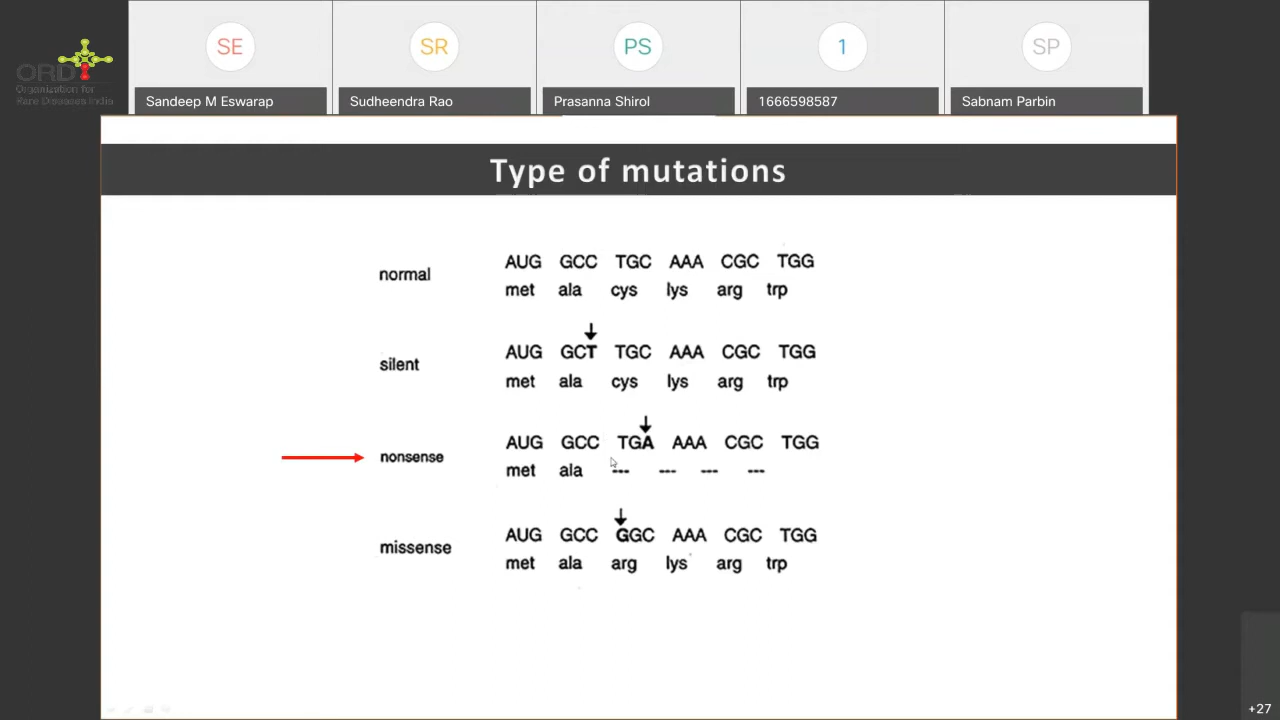 ORD
Organization for
Rare Diseases India
SE
SR
PS
1
SP
Sandeep M Eswarap
Sudheendra Rao
Prasanna Shirol
1666598587
Sabnam Parbin
Type of mutations
normal
AUG GCC TGC AAA CGC TGG
met ala cys lys arg trp
silent
AUG GCT TGC AAA CGC TGG
met ala cys lys arg trp
nonsense
AUG GCC TGA AAA CGC TGG
met ala --- --- --- ---
missense
AUG GCC GGC AAA CGC TGG
met ala arg lys arg trp
+27